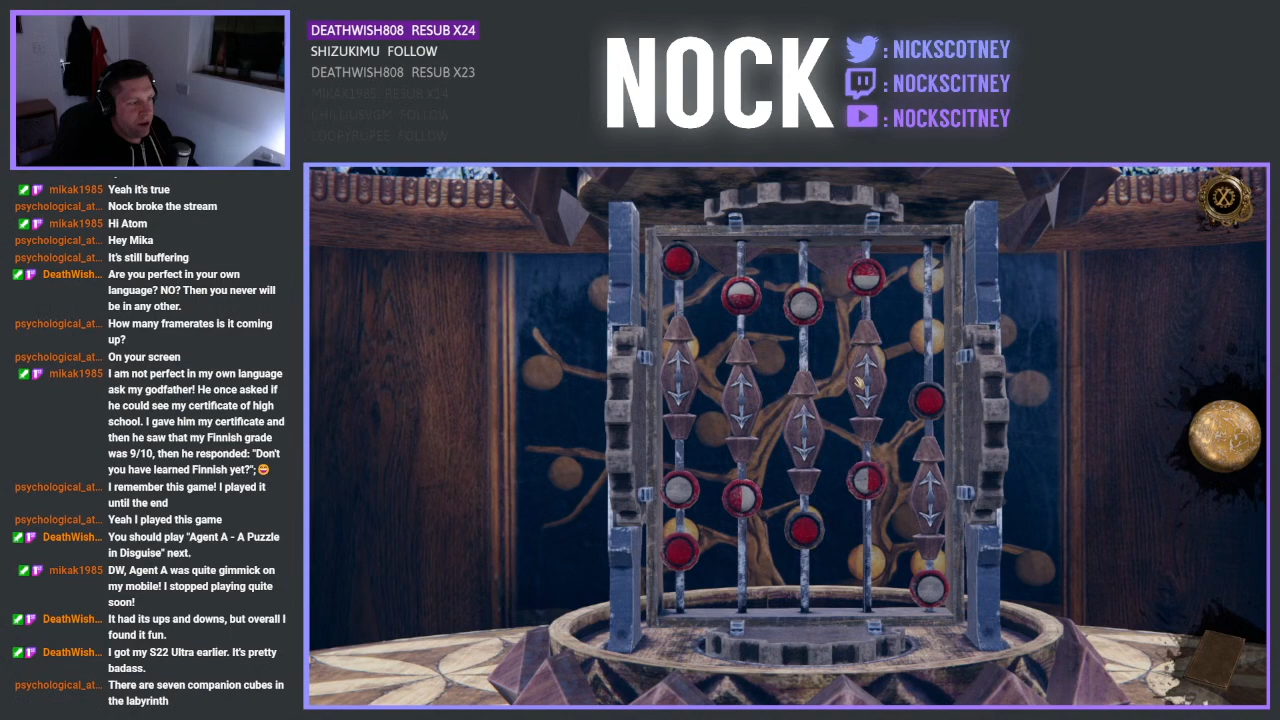 DEATHWISH808 RESUB X24
SHIZUKIMU FOLLOW
DEATHWISH808 RESUB X23
MIKAK1985 RESUB X14
NOCK
: NICKSCOTNEY
: NOCKSCITNEY
: NOCKSCITNEY
mikak1985 Yeah it's true
psychological_at... Nock broke the stream
mikak1985 Hi Atom
psychological_at... Hey Mika
psychological_at... It's still buffering
DeathWish... Are you perfect in your own
language? NO? Then you never will
be in any other.
psychological_at... How many framerates is it coming
up?
psychological_at... On your screen
mikak1985 I am not perfect in my own language
ask my godfather! He once asked if
he could see my certificate of high
school. I gave him my certificate and
then he saw that my Finnish grade
was 9/10, then he responded: "Don't
you have learned Finnish yet?";😄
psychological_at... I remember this game! I played it
until the end
psychological_at... Yeah I played this game
DeathWish... You should play "Agent A - A Puzzle
in Disguise" next.
mikak1985 DW, Agent A was quite gimmick on
my mobile! I stopped playing quite
soon!
DeathWish... It had its ups and downs, but overall I
found it fun.
DeathWish... I got my S22 Ultra earlier. It's pretty
badass.
psychological_at... There are seven companion cubes in
the labyrinth